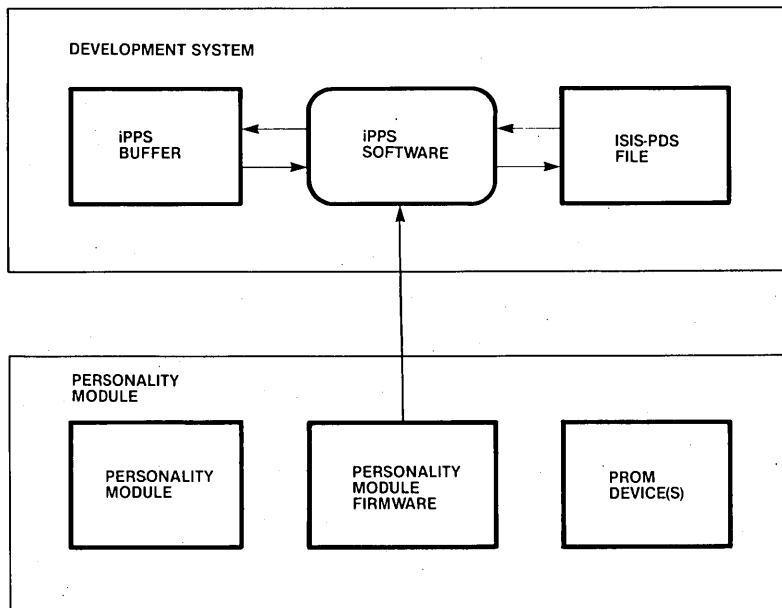 DEVELOPMENT SYSTEM
iPPS
BUFFER
iPPS
SOFTWARE
ISIS-PDS
FILE
PERSONALITY
MODULE
PERSONALITY
MODULE
PERSONALITY
MODULE
FIRMWARE
PROM
DEVICE(S)